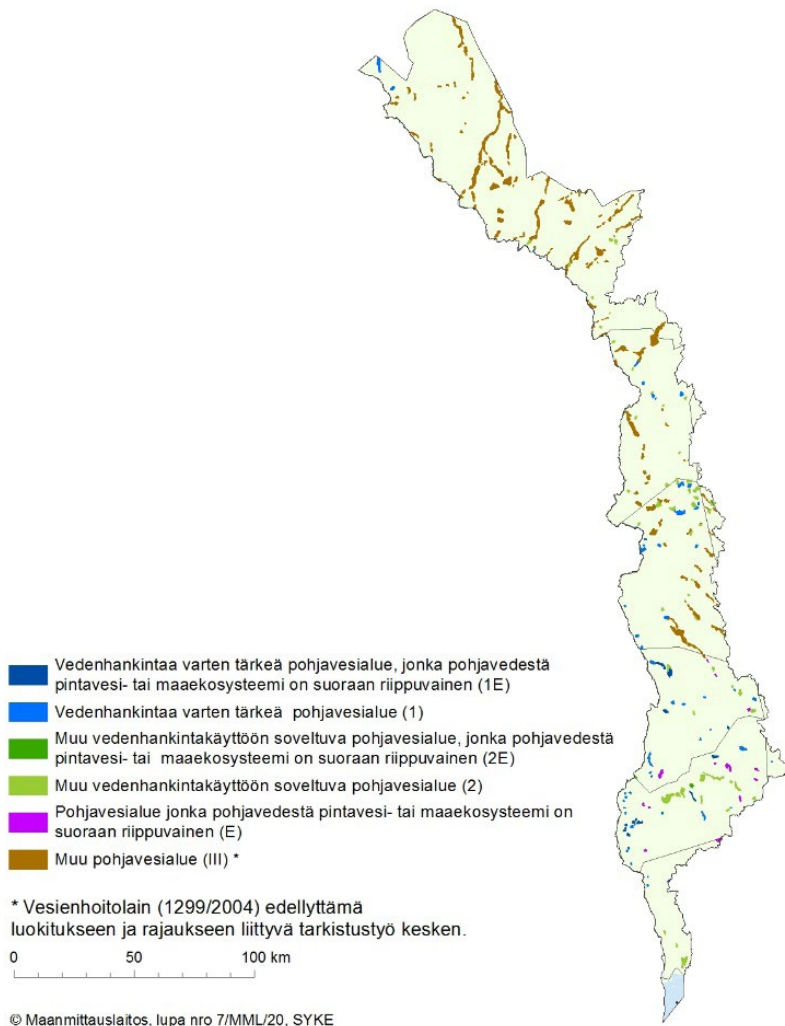 Vedenhankintaa varten tärkeä pohjavesialue, jonka pohjavedestä
pintavesi- tai maaekosysteemi on suoraan riippuvainen (1E)
Vedenhankintaa varten tärkeä pohjavesialue (1)
Muu vedenhankintakäyttöön soveltuva pohjavesialue, jonka pohjavedestä
pintavesi- tai maaekosysteemi on suoraan riippuvainen (2E)
Muu vedenhankintakäyttöön soveltuva pohjavesialue (2)
Pohjavesialue jonka pohjavedestä pintavesi- tai maaekosysteemi on
suoraan riippuvainen (E)
Muu pohjavesialue (III) *
* Vesienhoitolain (1299/2004) edellyttämä
luokitukseen ja rajaukseen liittyvä tarkistustyö kesken.
0 50 100 km
© Maanmittauslaitos, lupa nro 7/MML/20, SYKE